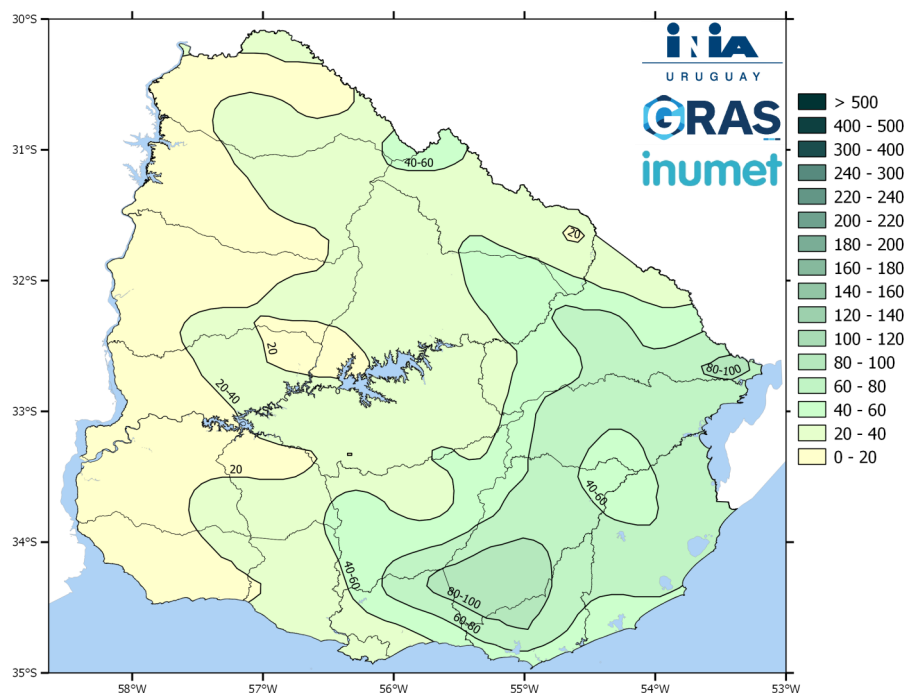 30°S
31°S
32°S
33°S
34°S
35°S
58°W
57°W
56°W
55°W
54°W
53°W
INIA
URUGUAY
GRAS
inumet
> 500
400 - 500
300 - 400
240 - 300
220 - 240
200 - 220
180 - 200
160 - 180
140 - 160
120 - 140
100 - 120
80 - 100
60 - 80
40 - 60
20 - 40
0 - 20
40-60
20
20
80-100
20-40
20
40-60
40-60
80-100
60-80